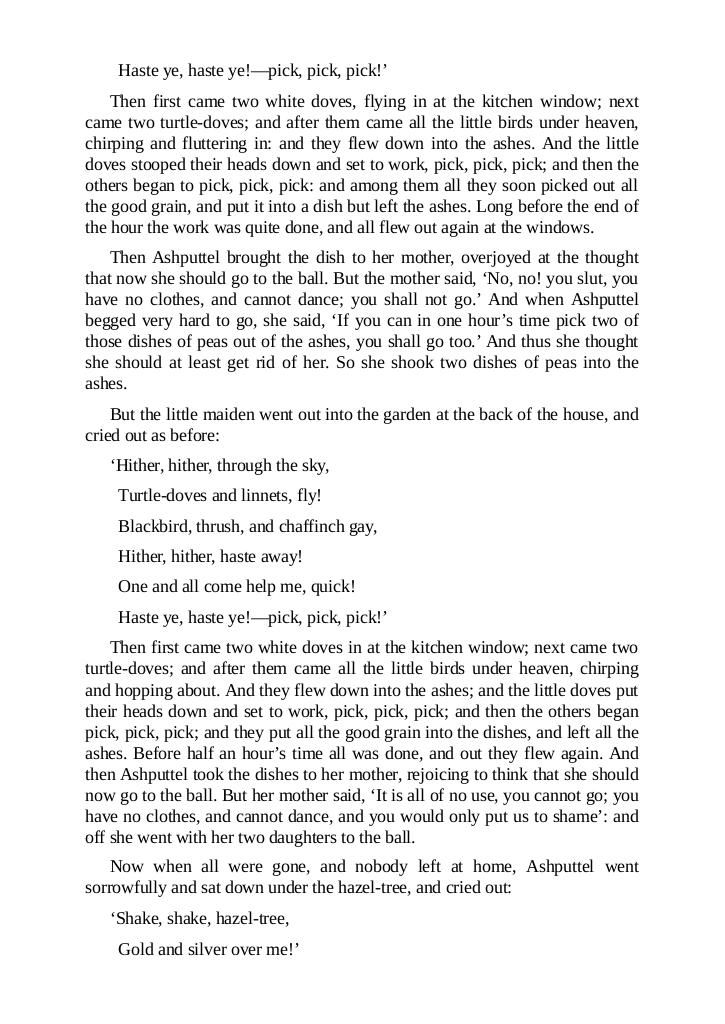 Haste ye, haste ye!—pick, pick, pick!’
Then first came two white doves, flying in at the kitchen window; next
came two turtle-doves; and after them came all the little birds under heaven,
chirping and fluttering in: and they flew down into the ashes. And the little
doves stooped their heads down and set to work, pick, pick, pick; and then the
others began to pick, pick, pick: and among them all they soon picked out all
the good grain, and put it into a dish but left the ashes. Long before the end of
the hour the work was quite done, and all flew out again at the windows.
Then Ashputtel brought the dish to her mother, overjoyed at the thought
that now she should go to the ball. But the mother said, ‘No, no! you slut, you
have no clothes, and cannot dance; you shall not go.’ And when Ashputtel
begged very hard to go, she said, ‘If you can in one hour’s time pick two of
those dishes of peas out of the ashes, you shall go too.’ And thus she thought
she should at least get rid of her. So she shook two dishes of peas into the
ashes.
But the little maiden went out into the garden at the back of the house, and
cried out as before:
‘Hither, hither, through the sky,
Turtle-doves and linnets, fly!
Blackbird, thrush, and chaffinch gay,
Hither, hither, haste away!
One and all come help me, quick!
Haste ye, haste ye!—pick, pick, pick!’
Then first came two white doves in at the kitchen window; next came two
turtle-doves; and after them came all the little birds under heaven, chirping
and hopping about. And they flew down into the ashes; and the little doves put
their heads down and set to work, pick, pick, pick; and then the others began
pick, pick, pick; and they put all the good grain into the dishes, and left all the
ashes. Before half an hour’s time all was done, and out they flew again. And
then Ashputtel took the dishes to her mother, rejoicing to think that she should
now go to the ball. But her mother said, ‘It is all of no use, you cannot go; you
have no clothes, and cannot dance, and you would only put us to shame’: and
off she went with her two daughters to the ball.
Now when all were gone, and nobody left at home, Ashputtel went
sorrowfully and sat down under the hazel-tree, and cried out:
‘Shake, shake, hazel-tree,
Gold and silver over me!’